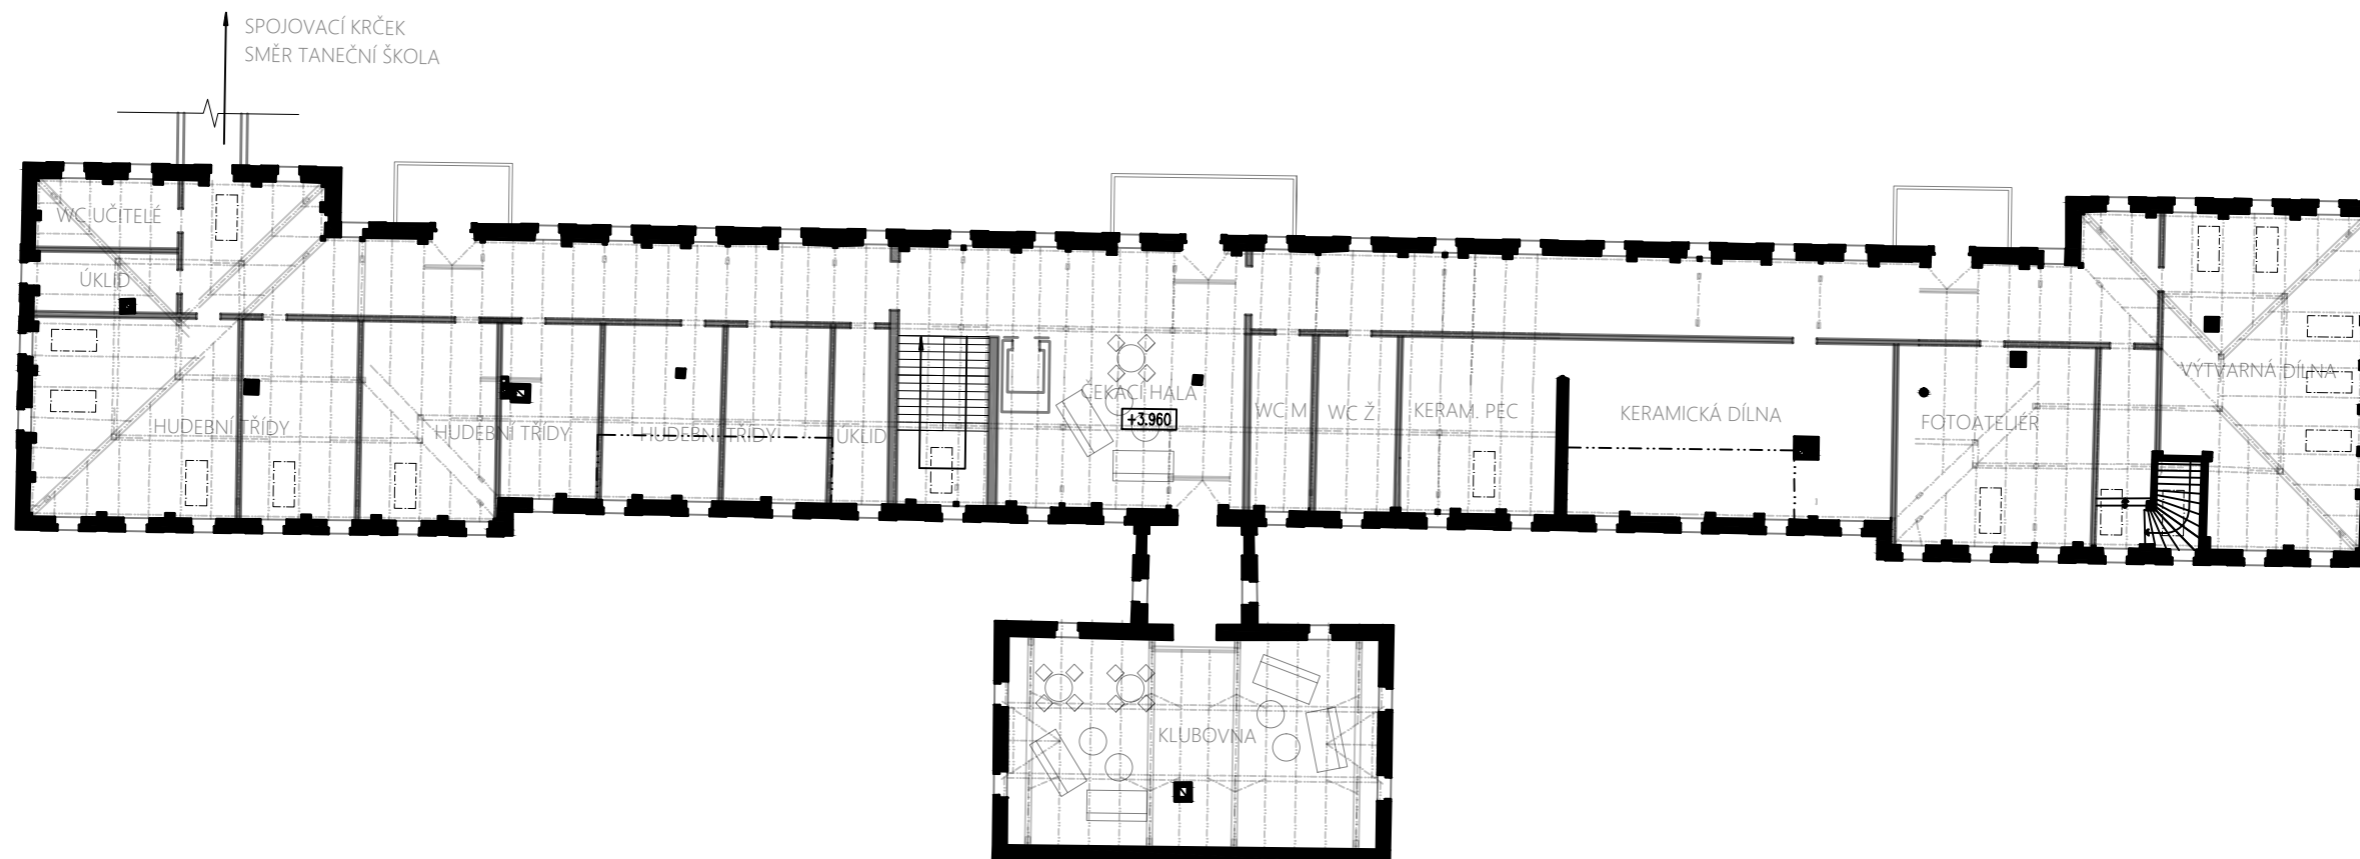 SPOJOVACÍ KRČEK
SMĚR TANEČNÍ ŠKOLA
WC UČITELÉ
ÚKLID
HUDEBNÍ TŘÍDY
HUDEBNÍ TŘÍDY
HUDEBNÍ TŘÍDY
ÚKLID
ČEKACÍ HALA
+3.960
WC M
WC Ž
KERAM. PEC
KERAMICKÁ DÍLNA
FOTOATELIÉR
VÝTVARNÁ DÍLNA
KLUBOVNA